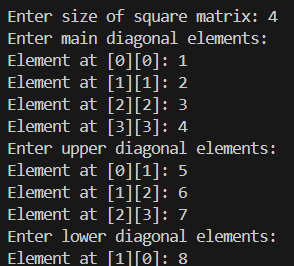 Enter size of square matrix: 4
Enter main diagonal elements:
Element at [0][0]: 1
Element at [1][1]: 2
Element at [2][2]: 3
Element at [3][3]: 4
Enter upper diagonal elements:
Element at [0][1]: 5
Element at [1][2]: 6
Element at [2][3]: 7
Enter lower diagonal elements:
Element at [1][0]: 8